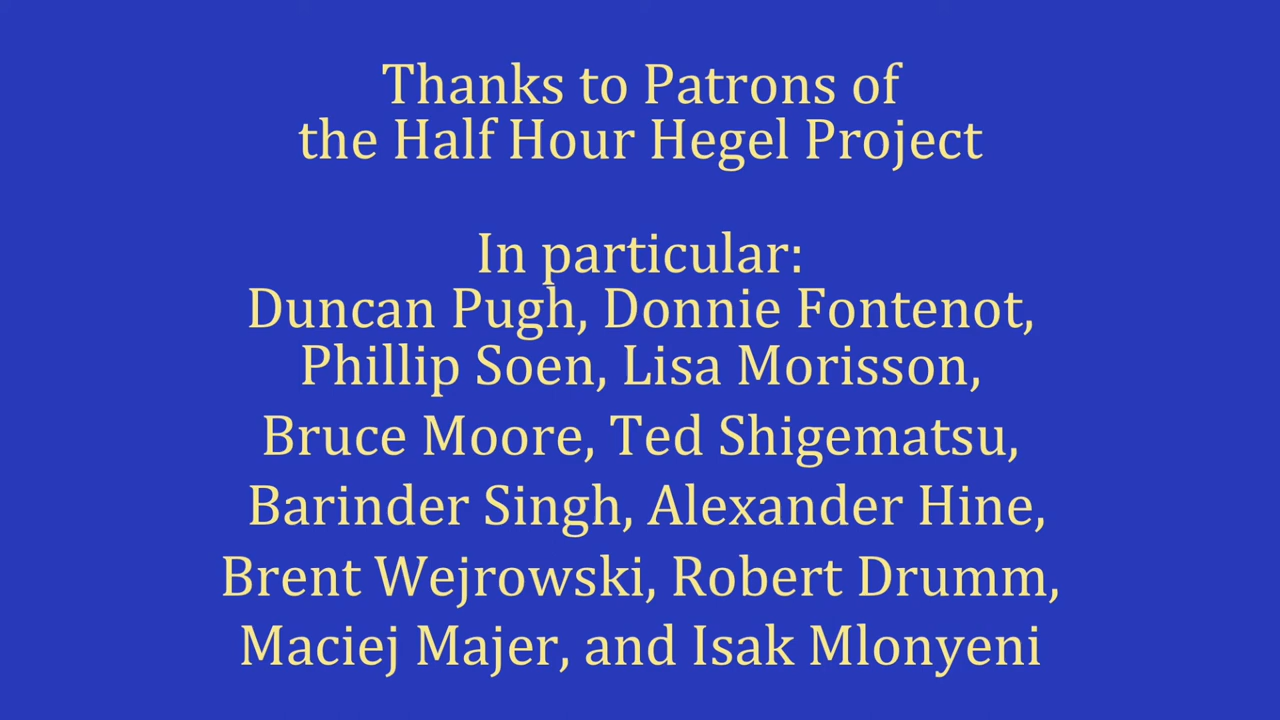 Thanks to Patrons of
the Half Hour Hegel Project
In particular:
Duncan Pugh, Donnie Fontenot,
Phillip Soen, Lisa Morisson,
Bruce Moore, Ted Shigematsu,
Barinder Singh, Alexander Hine,
Brent Wejrowski, Robert Drumm,
Maciej Majer, and Isak Mlonyeni